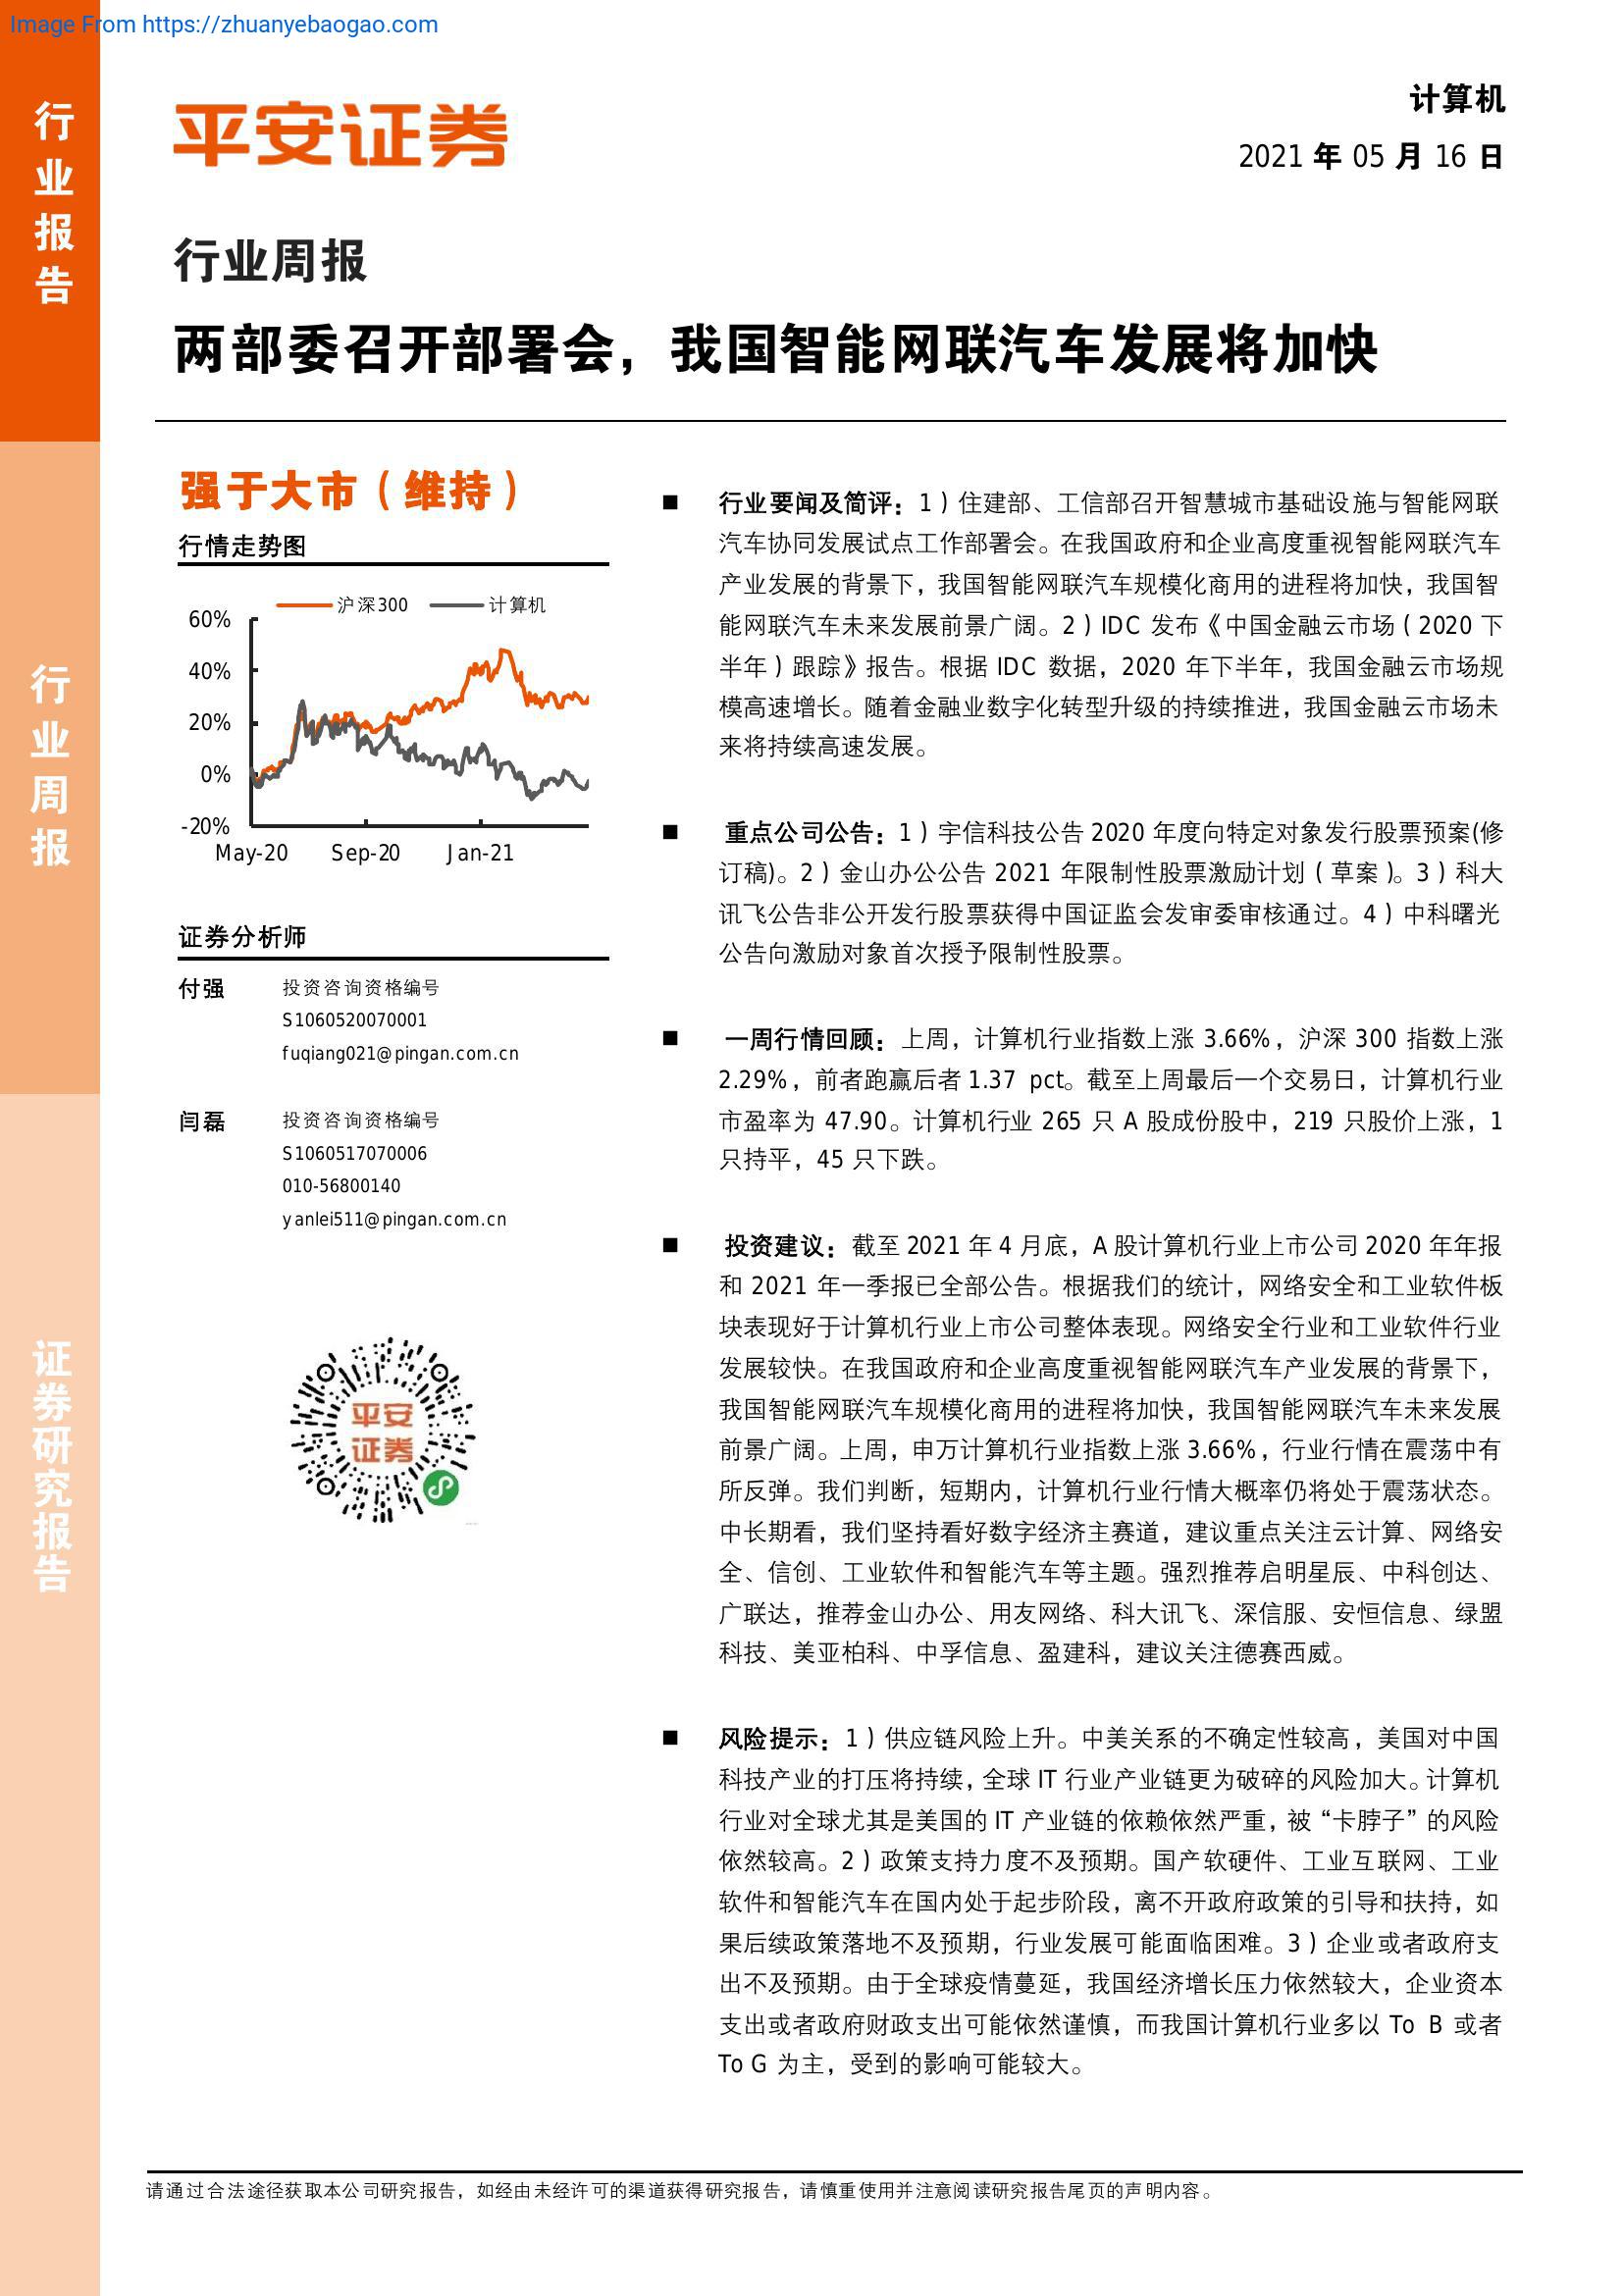 Image From https://zhuanyebaogao.com
行业报告
行业周报
证券研究报告
平安证券
计算机
2021 年 05 月 16 日
行业周报
两部委召开部署会，我国智能网联汽车发展将加快
强于大市（维持）
行情走势图
沪深300 计算机
60%
40%
20%
0%
-20%
May-20 Sep-20 Jan-21
证券分析师
付强 投资咨询资格编号
S1060520070001
fuqiang021@pingan.com.cn
闫磊 投资咨询资格编号
S1060517070006
010-56800140
yanlei511@pingan.com.cn
平安
证券
■ 行业要闻及简评：1）住建部、工信部召开智慧城市基础设施与智能网联
汽车协同发展试点工作部署会。在我国政府和企业高度重视智能网联汽车
产业发展的背景下，我国智能网联汽车规模化商用的进程将加快，我国智
能网联汽车未来发展前景广阔。2）IDC 发布《中国金融云市场（2020 下
半年）跟踪》报告。根据 IDC 数据，2020 年下半年，我国金融云市场规
模高速增长。随着金融业数字化转型升级的持续推进，我国金融云市场未
来将持续高速发展。
■ 重点公司公告：1）宇信科技公告 2020 年度向特定对象发行股票预案(修
订稿)。2）金山办公公告 2021 年限制性股票激励计划（草案）。3）科大
讯飞公告非公开发行股票获得中国证监会发审委审核通过。4）中科曙光
公告向激励对象首次授予限制性股票。
■ 一周行情回顾：上周，计算机行业指数上涨 3.66%，沪深 300 指数上涨
2.29%，前者跑赢后者 1.37 pct。截至上周最后一个交易日，计算机行业
市盈率为 47.90。计算机行业 265 只 A 股成份股中，219 只股价上涨，1
只持平，45 只下跌。
■ 投资建议：截至 2021 年 4 月底，A 股计算机行业上市公司 2020 年年报
和 2021 年一季报已全部公告。根据我们的统计，网络安全和工业软件板
块表现好于计算机行业上市公司整体表现。网络安全行业和工业软件行业
发展较快。在我国政府和企业高度重视智能网联汽车产业发展的背景下，
我国智能网联汽车规模化商用的进程将加快，我国智能网联汽车未来发展
前景广阔。上周，申万计算机行业指数上涨 3.66%，行业行情在震荡中有
所反弹。我们判断，短期内，计算机行业行情大概率仍将处于震荡状态。
中长期看，我们坚持看好数字经济主赛道，建议重点关注云计算、网络安
全、信创、工业软件和智能汽车等主题。强烈推荐启明星辰、中科创达、
广联达，推荐金山办公、用友网络、科大讯飞、深信服、安恒信息、绿盟
科技、美亚柏科、中孚信息、盈建科，建议关注德赛西威。
■ 风险提示：1）供应链风险上升。中美关系的不确定性较高，美国对中国
科技产业的打压将持续，全球 IT 行业产业链更为破碎的风险加大。计算机
行业对全球尤其是美国的 IT 产业链的依赖依然严重，被“卡脖子”的风险
依然较高。2）政策支持力度不及预期。国产软硬件、工业互联网、工业
软件和智能汽车在国内处于起步阶段，离不开政府政策的引导和扶持，如
果后续政策落地不及预期，行业发展可能面临困难。3）企业或者政府支
出不及预期。由于全球疫情蔓延，我国经济增长压力依然较大，企业资本
支出或者政府财政支出可能依然谨慎，而我国计算机行业多以 To B 或者
To G 为主，受到的影响可能较大。
请通过合法途径获取本公司研究报告，如经由未经许可的渠道获得研究报告，请慎重使用并注意阅读研究报告尾页的声明内容。